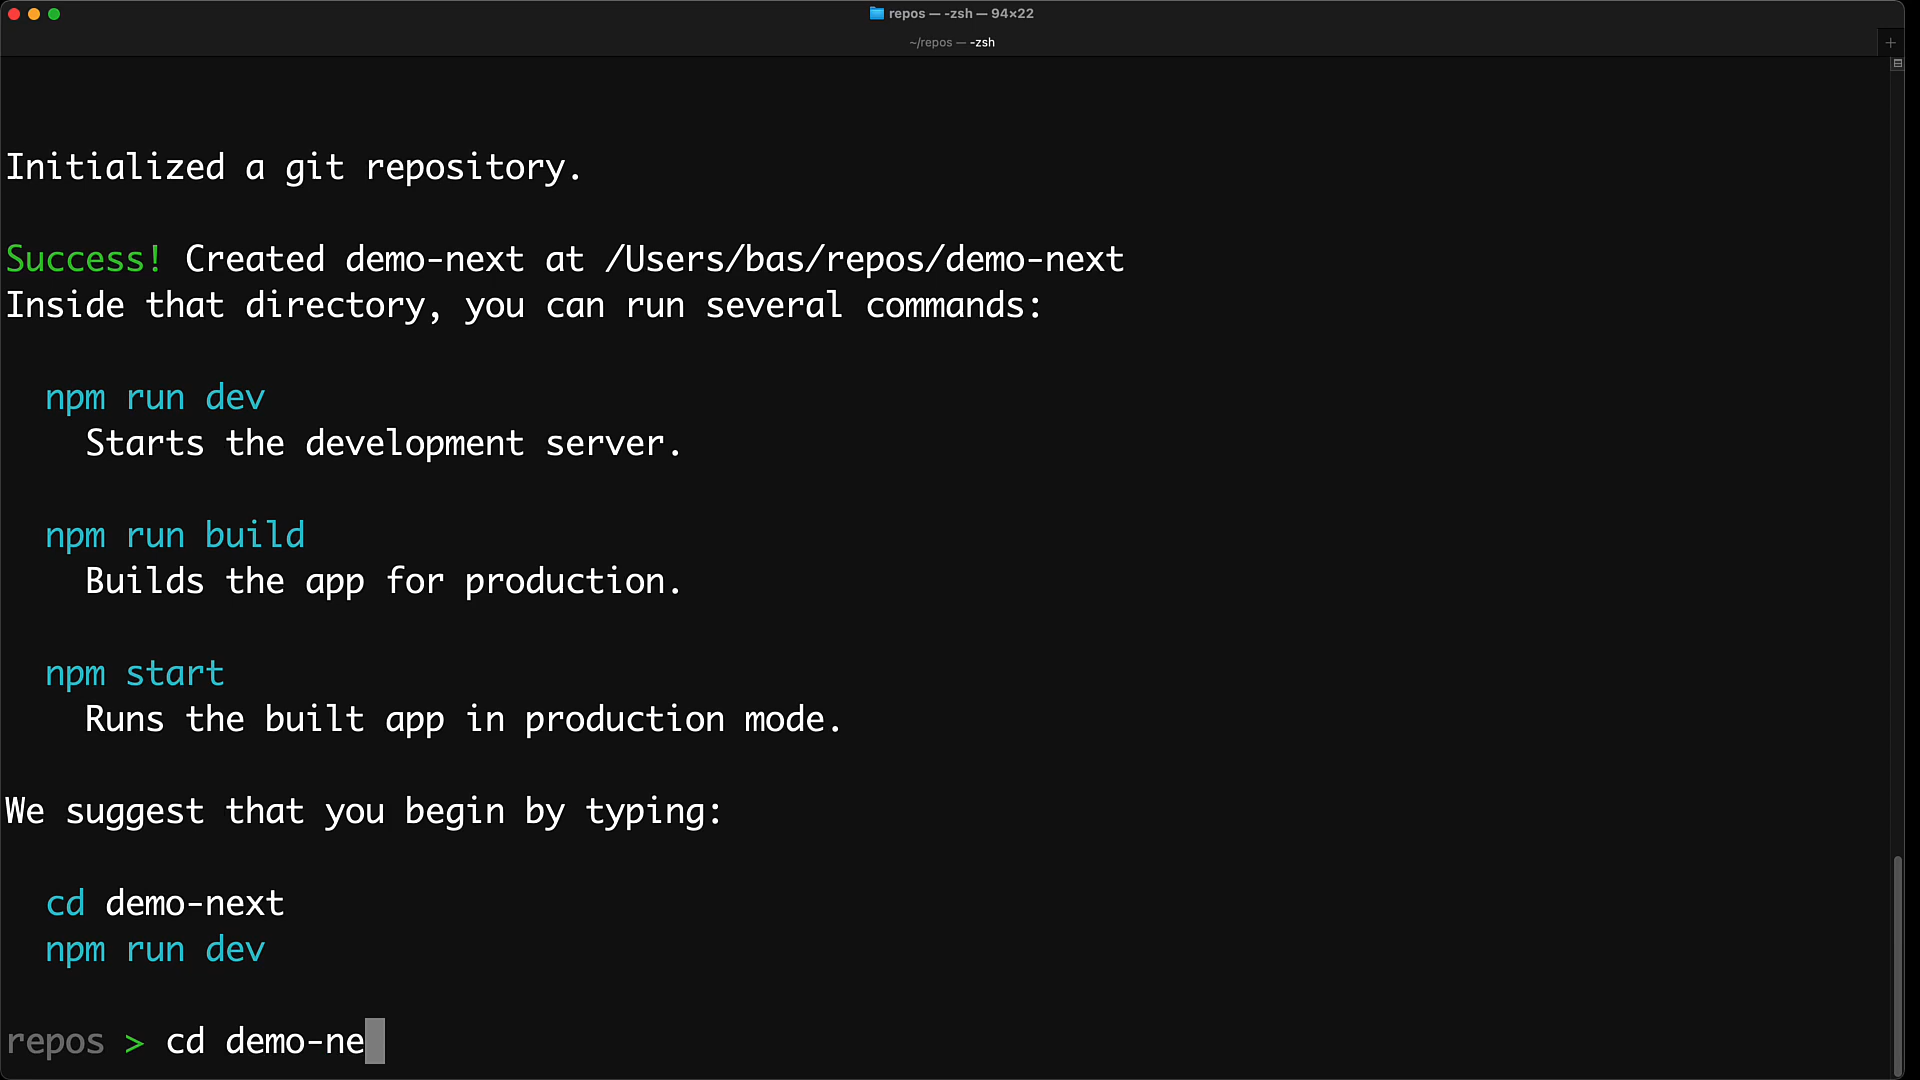 repos — -zsh — 94×22
~/repos — -zsh
Initialized a git repository.
Success! Created demo-next at /Users/bas/repos/demo-next
Inside that directory, you can run several commands:
npm run dev
Starts the development server.
npm run build
Builds the app for production.
npm start
Runs the built app in production mode.
We suggest that you begin by typing:
cd demo-next
npm run dev
repos > cd demo-ne